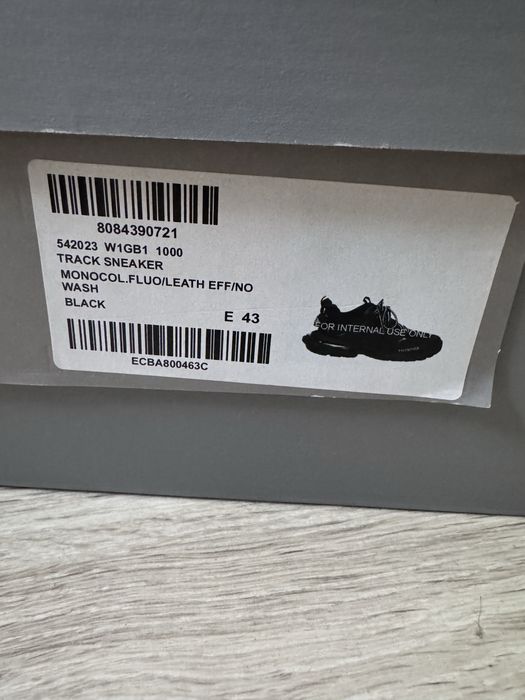 8084390721
542023 W1GB1 1000
TRACK SNEAKER
MONOCOL.FLUO/LEATH EFF/NO
WASH
BLACK
E 43
FOR INTERNAL USE ONLY
ECBA800463C